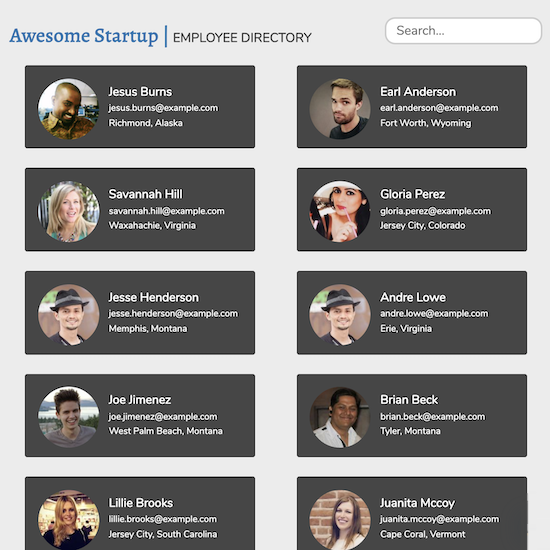 Awesome Startup | EMPLOYEE DIRECTORY
Search...
Jesus Burns
jesus.burns@example.com
Richmond, Alaska
Earl Anderson
earl.anderson@example.com
Fort Worth, Wyoming
Savannah Hill
savannah.hill@example.com
Waxahachie, Virginia
Gloria Perez
gloria.perez@example.com
Jersey City, Colorado
Jesse Henderson
jesse.henderson@example.com
Memphis, Montana
Andre Lowe
andre.lowe@example.com
Erie, Virginia
Joe Jimenez
joe.jimenez@example.com
West Palm Beach, Montana
Brian Beck
brian.beck@example.com
Tyler, Montana
Lillie Brooks
lillie.brooks@example.com
Jersey City, South Carolina
Juanita Mccoy
juanita.mccoy@example.com
Cape Coral, Vermont